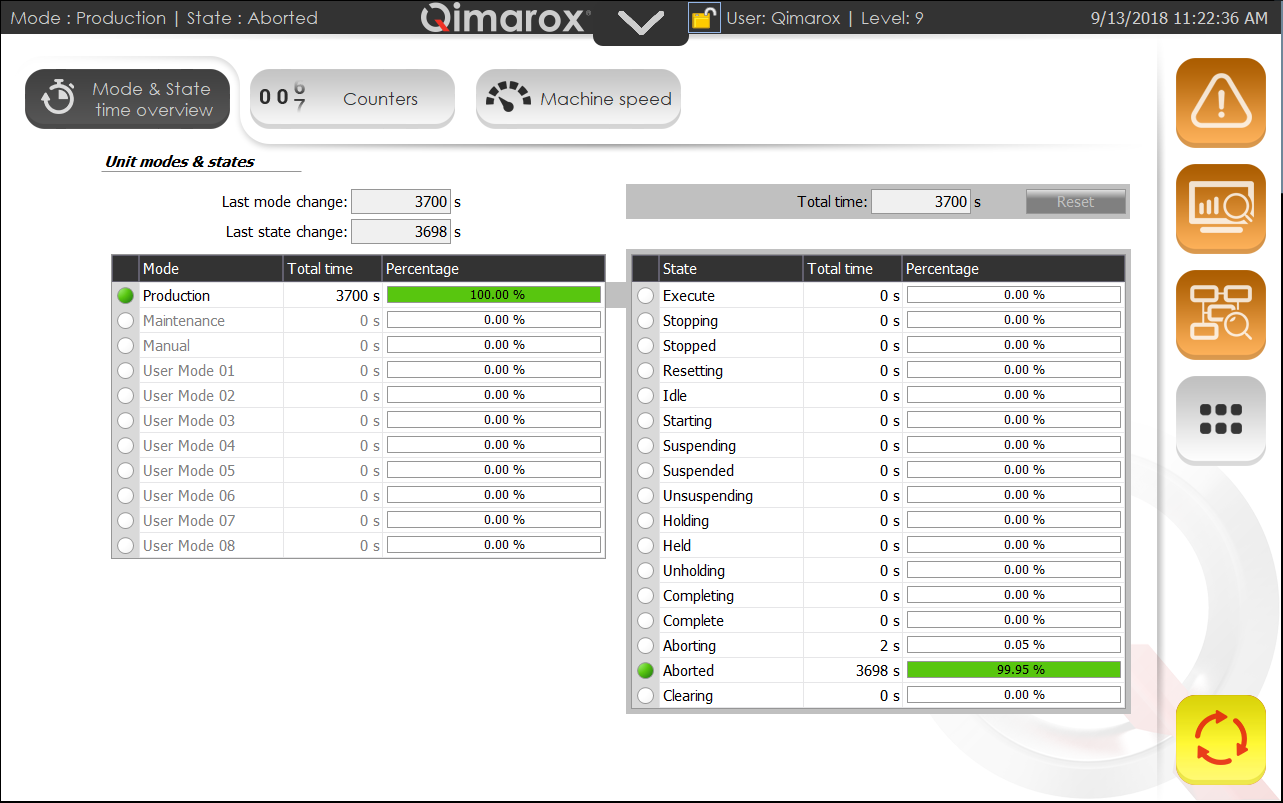 Mode : Production | State : Aborted
Qimarox®
User: Qimarox | Level: 9
9/13/2018 11:22:36 AM
Mode & State
time overview
0 0 6 7
Counters
Machine speed
Unit modes & states
Last mode change: 3700 s
Last state change: 3698 s
Total time: 3700 s
Reset
Mode Total time Percentage
Production 3700 s 100.00 %
Maintenance 0 s 0.00 %
Manual 0 s 0.00 %
User Mode 01 0 s 0.00 %
User Mode 02 0 s 0.00 %
User Mode 03 0 s 0.00 %
User Mode 04 0 s 0.00 %
User Mode 05 0 s 0.00 %
User Mode 06 0 s 0.00 %
User Mode 07 0 s 0.00 %
User Mode 08 0 s 0.00 %
State Total time Percentage
Execute 0 s 0.00 %
Stopping 0 s 0.00 %
Stopped 0 s 0.00 %
Resetting 0 s 0.00 %
Idle 0 s 0.00 %
Starting 0 s 0.00 %
Suspending 0 s 0.00 %
Suspended 0 s 0.00 %
Unsuspending 0 s 0.00 %
Holding 0 s 0.00 %
Held 0 s 0.00 %
Unholding 0 s 0.00 %
Completing 0 s 0.00 %
Complete 0 s 0.00 %
Aborting 2 s 0.05 %
Aborted 3698 s 99.95 %
Clearing 0 s 0.00 %